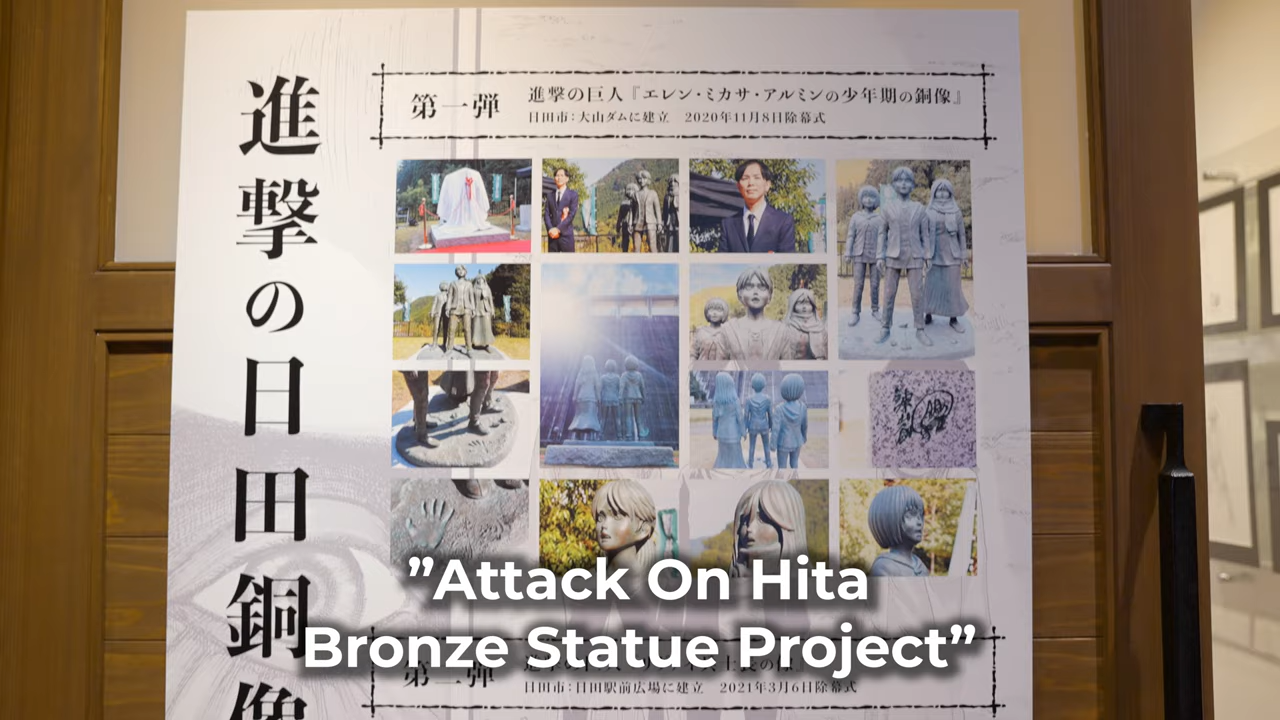 進撃の日田銅像
第一弾
進撃の巨人『エレン・ミカサ・アルミンの少年期の銅像』
日田市：大山ダムに建立　2020年11月8日除幕式
”Attack On Hita
Bronze Statue Project”
第二弾
日田市：日田駅前広場に建立　2021年3月6日除幕式